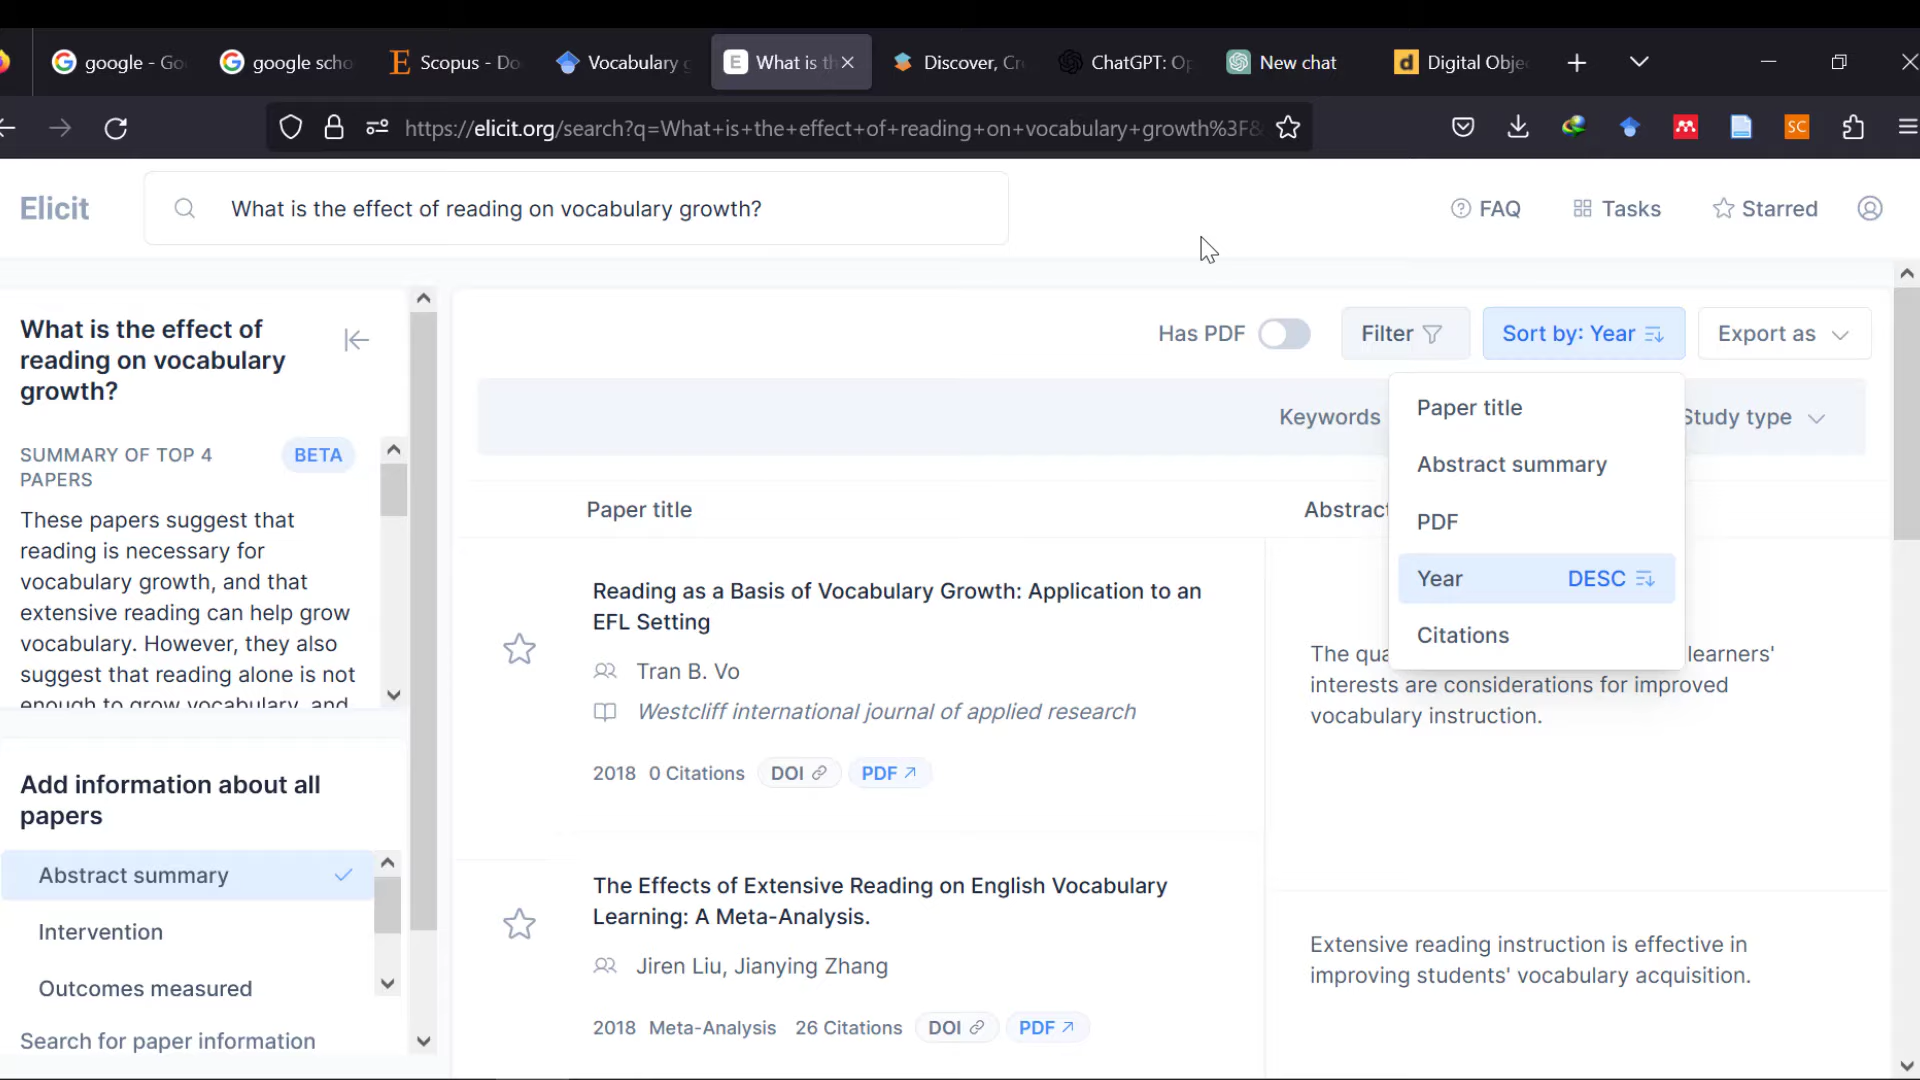 google - Go
google scho
Scopus - Do
Vocabulary g
What is th
Discover, Cr
ChatGPT: Op
New chat
Digital Obje
https://elicit.org/search?q=What+is+the+effect+of+reading+on+vocabulary+growth%3F&
SC
Elicit
What is the effect of reading on vocabulary growth?
FAQ
Tasks
Starred
What is the effect of
reading on vocabulary
growth?
SUMMARY OF TOP 4
PAPERS
BETA
These papers suggest that
reading is necessary for
vocabulary growth, and that
extensive reading can help grow
vocabulary. However, they also
suggest that reading alone is not
enough to grow vocabulary, and
Add information about all
papers
Abstract summary
Intervention
Outcomes measured
Search for paper information
Has PDF
Filter
Sort by: Year
Export as
Keywords
Study type
Paper title
Abstract summary
PDF
Year DESC
Citations
Paper title
Abstract
Reading as a Basis of Vocabulary Growth: Application to an
EFL Setting
Tran B. Vo
Westcliff international journal of applied research
2018 0 Citations DOI PDF
The qua learners'
interests are considerations for improved
vocabulary instruction.
The Effects of Extensive Reading on English Vocabulary
Learning: A Meta-Analysis.
Jiren Liu, Jianying Zhang
2018 Meta-Analysis 26 Citations DOI PDF
Extensive reading instruction is effective in
improving students' vocabulary acquisition.